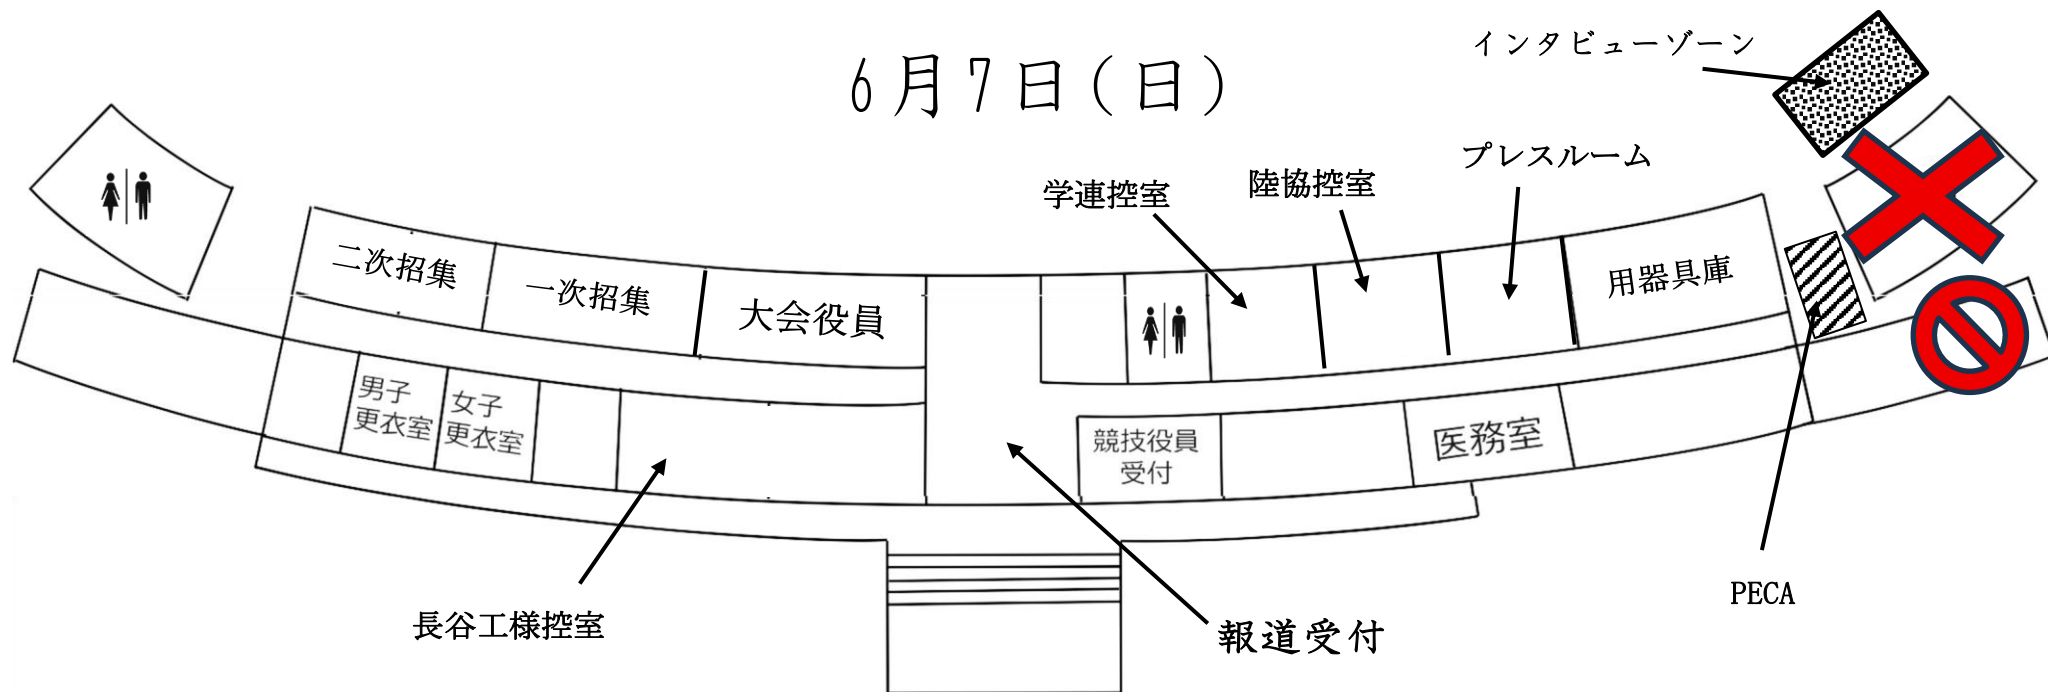 6月7日(日)
インタビューゾーン
プレスルーム
陸協控室
学連控室
二次招集
一次招集
大会役員
用器具庫
男子
更衣室
女子
更衣室
競技役員
受付
医務室
長谷工様控室
報道受付
PECA